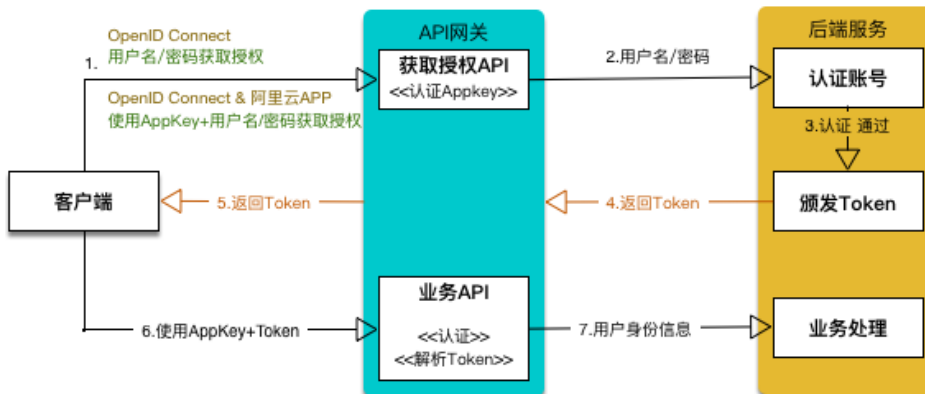 API网关
后端服务
OpenID Connect
1.
用户名/密码获取授权
获取授权API
<<认证Appkey>>
2.用户名/密码
认证账号
OpenID Connect & 阿里云APP
使用AppKey+用户名/密码获取授权
3.认证 通过
客户端
5.返回Token
4.返回Token
颁发Token
业务API
6.使用AppKey+Token
<<认证>>
<<解析Token>>
7.用户身份信息
业务处理